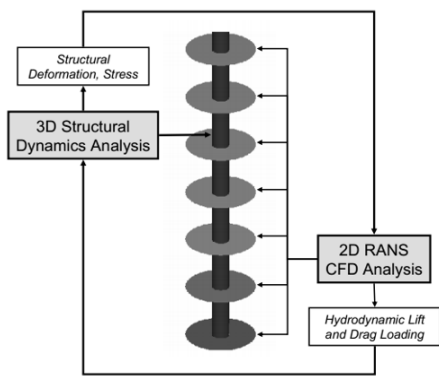 Structural
Deformation, Stress
3D Structural
Dynamics Analysis
2D RANS
CFD Analysis
Hydrodynamic Lift
and Drag Loading